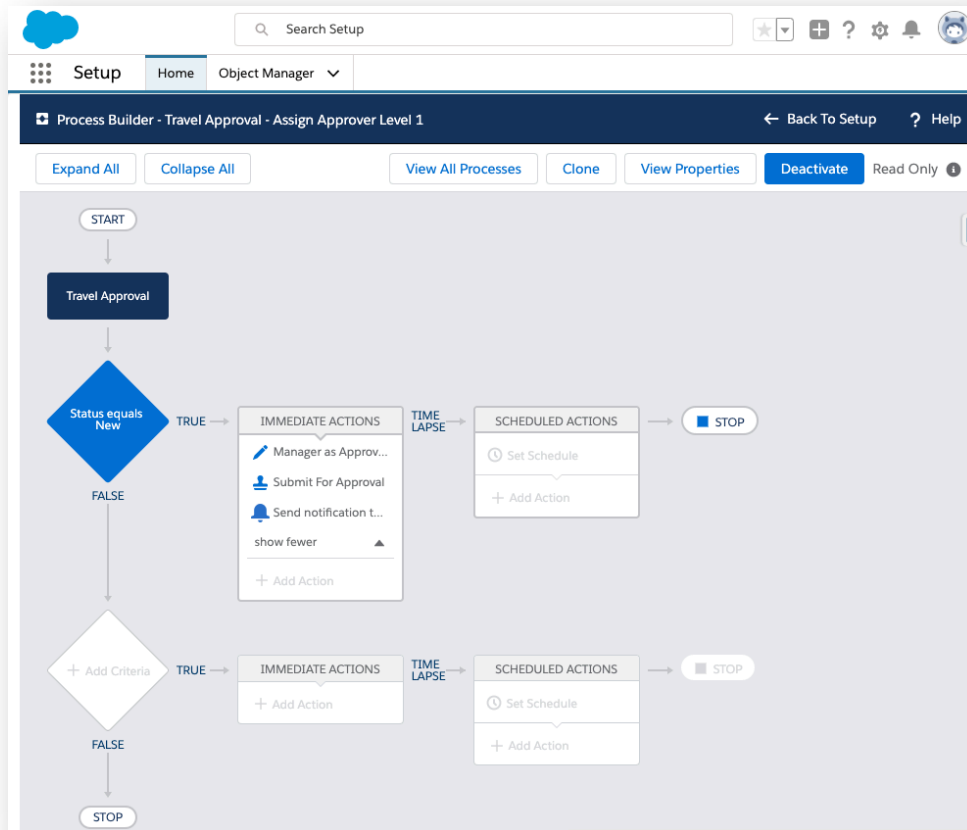 Search Setup
Setup
Home
Object Manager
Process Builder - Travel Approval - Assign Approver Level 1
Back To Setup
? Help
Expand All
Collapse All
View All Processes
Clone
View Properties
Deactivate
Read Only
START
Travel Approval
Status equals
New
TRUE
IMMEDIATE ACTIONS
Manager as Approv...
Submit For Approval
Send notification t...
show fewer
+ Add Action
TIME
LAPSE
SCHEDULED ACTIONS
Set Schedule
+ Add Action
STOP
FALSE
+ Add Criteria
TRUE
IMMEDIATE ACTIONS
+ Add Action
TIME
LAPSE
SCHEDULED ACTIONS
Set Schedule
+ Add Action
STOP
FALSE
STOP